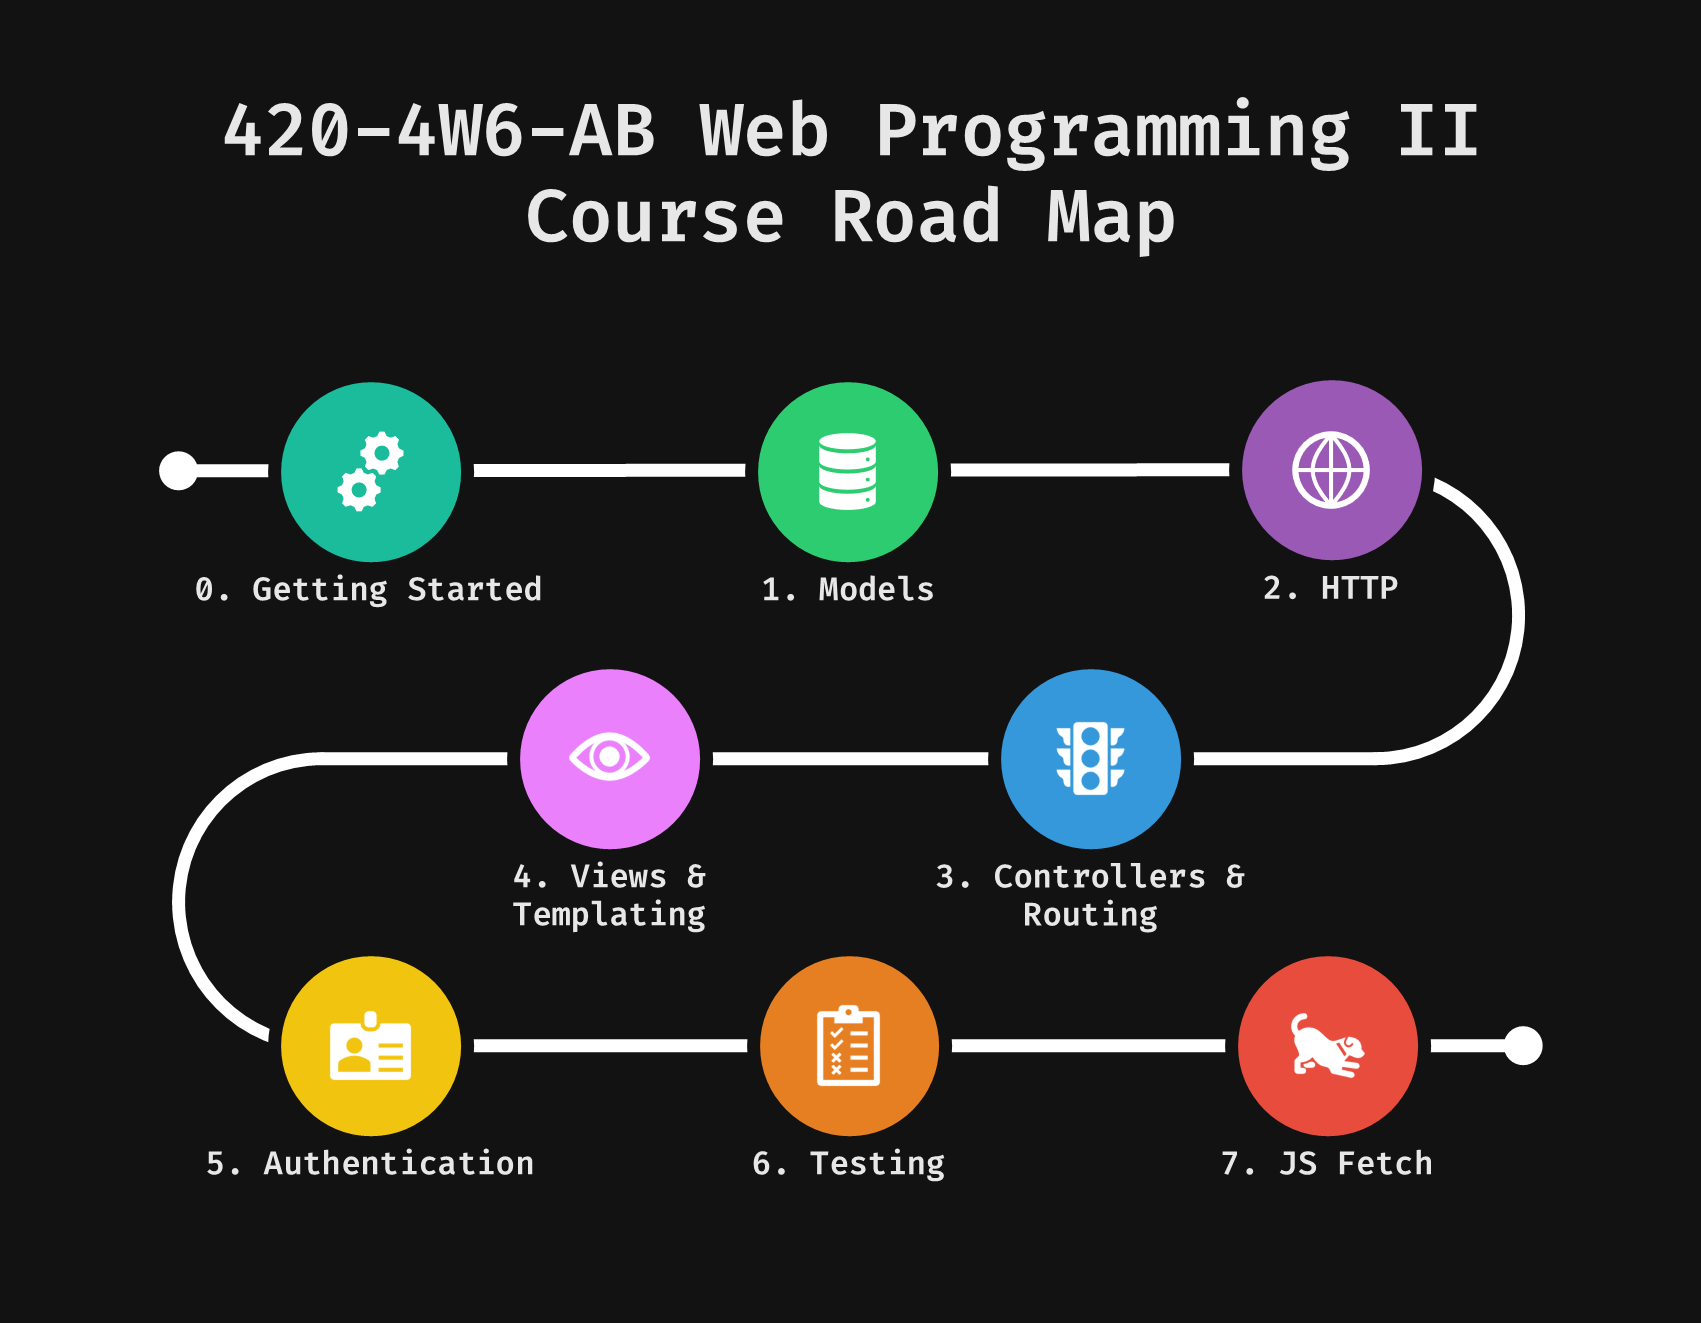 420-4W6-AB Web Programming II
Course Road Map
0. Getting Started
1. Models
2. HTTP
3. Controllers &
Routing
4. Views &
Templating
5. Authentication
6. Testing
7. JS Fetch